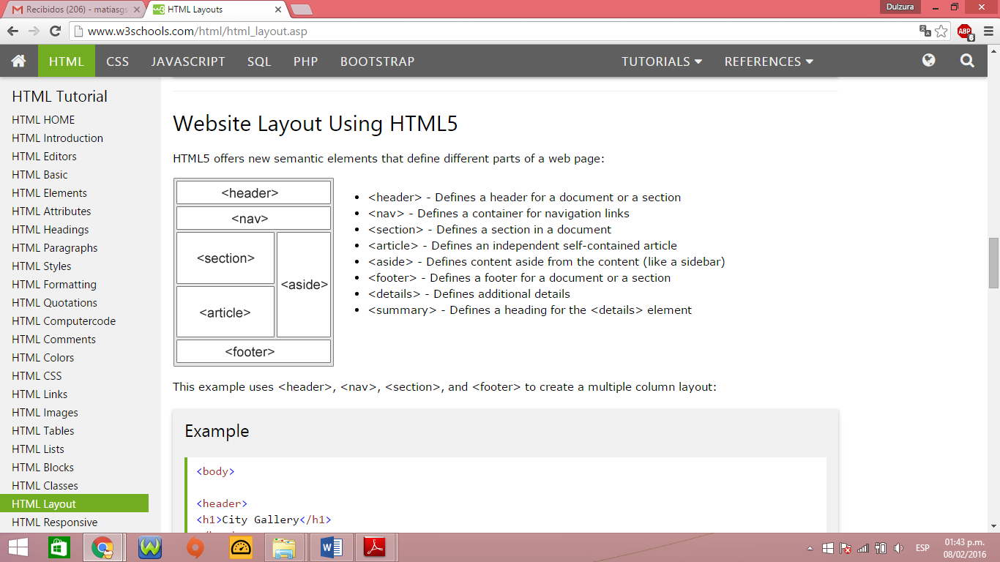 Recibidos (206) - matiasgs
HTML Layouts
Dulzura
www.w3schools.com/html/html_layout.asp
ABP
6
HTML CSS JAVASCRIPT SQL PHP BOOTSTRAP TUTORIALS REFERENCES
HTML Tutorial
HTML HOME
HTML Introduction
HTML Editors
HTML Basic
HTML Elements
HTML Attributes
HTML Headings
HTML Paragraphs
HTML Styles
HTML Formatting
HTML Quotations
HTML Computercode
HTML Comments
HTML Colors
HTML CSS
HTML Links
HTML Images
HTML Tables
HTML Lists
HTML Blocks
HTML Classes
HTML Layout
HTML Responsive
Website Layout Using HTML5
HTML5 offers new semantic elements that define different parts of a web page:
<header>
<nav>
<section>
<aside>
<article>
<footer>
• <header> - Defines a header for a document or a section
• <nav> - Defines a container for navigation links
• <section> - Defines a section in a document
• <article> - Defines an independent self-contained article
• <aside> - Defines content aside from the content (like a sidebar)
• <footer> - Defines a footer for a document or a section
• <details> - Defines additional details
• <summary> - Defines a heading for the <details> element
This example uses <header>, <nav>, <section>, and <footer> to create a multiple column layout:
Example
<body>
<header>
<h1>City Gallery</h1>
ESP
01:43 p.m.
08/02/2016